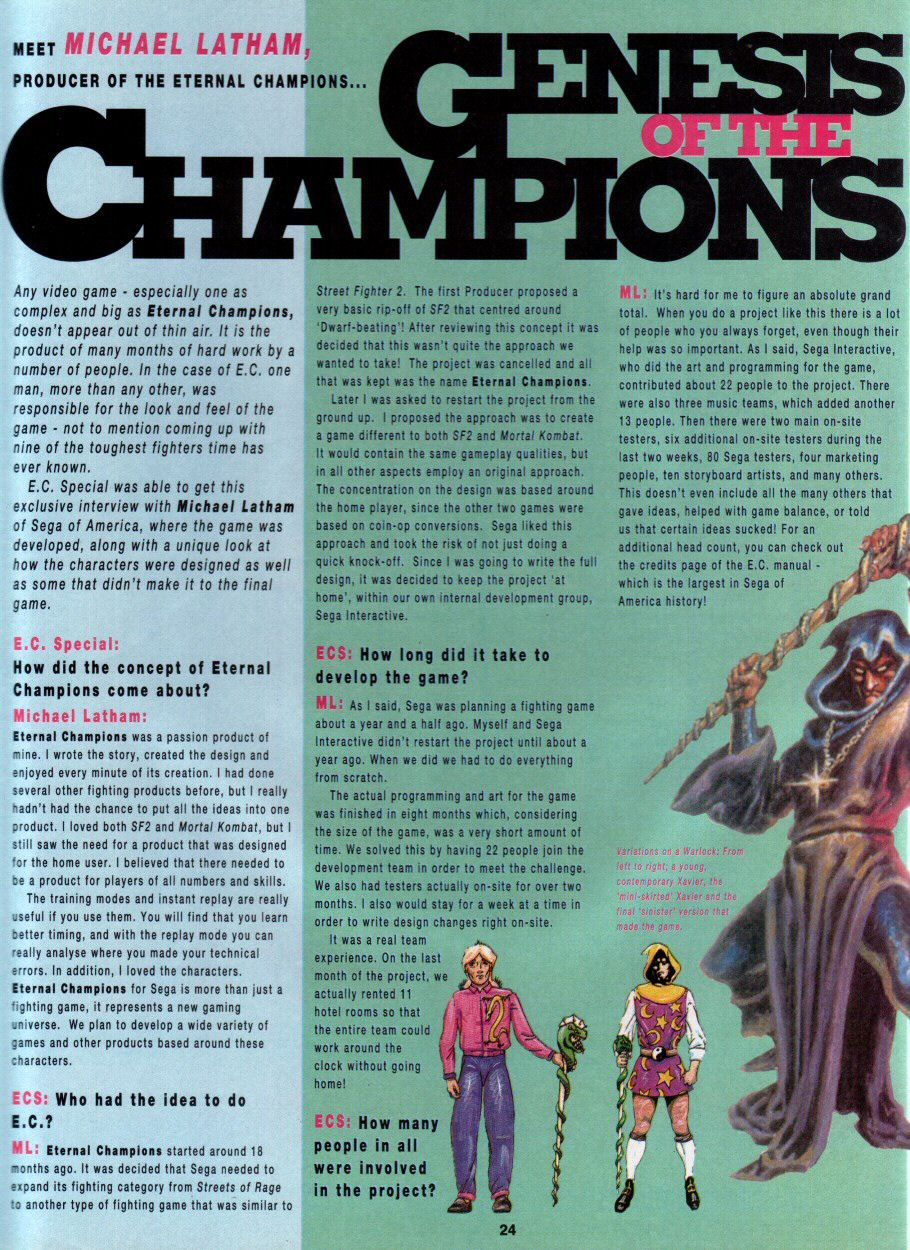 MEET MICHAEL LATHAM,
PRODUCER OF THE ETERNAL CHAMPIONS...
GENESIS
OF THE
CHAMPIONS
Any video game - especially one as
complex and big as Eternal Champions,
doesn't appear out of thin air. It is the
product of many months of hard work by a
number of people. In the case of E.C. one
man, more than any other, was
responsible for the look and feel of the
game - not to mention coming up with
nine of the toughest fighters time has
ever known.
E.C. Special was able to get this
exclusive interview with Michael Latham
of Sega of America, where the game was
developed, along with a unique look at
how the characters were designed as well
as some that didn't make it to the final
game.
E.C. Special:
How did the concept of Eternal
Champions come about?
Michael Latham:
Eternal Champions was a passion product of
mine. I wrote the story, created the design and
enjoyed every minute of its creation. I had done
several other fighting products before, but I really
hadn't had the chance to put all the ideas into one
product. I loved both SF2 and Mortal Kombat, but I
still saw the need for a product that was designed
for the home user. I believed that there needed to
be a product for players of all numbers and skills.
The training modes and instant replay are really
useful if you use them. You will find that you learn
better timing, and with the replay mode you can
really analyse where you made your technical
errors. In addition, I loved the characters.
Eternal Champions for Sega is more than just a
fighting game, it represents a new gaming
universe. We plan to develop a wide variety of
games and other products based around these
characters.
ECS: Who had the idea to do
E.C.?
ML: Eternal Champions started around 18
months ago. It was decided that Sega needed to
expand its fighting category from Streets of Rage
to another type of fighting game that was similar to
Street Fighter 2. The first Producer proposed a
very basic rip-off of SF2 that centred around
'Dwarf-beating'! After reviewing this concept it was
decided that this wasn't quite the approach we
wanted to take! The project was cancelled and all
that was kept was the name Eternal Champions.
Later I was asked to restart the project from the
ground up. I proposed the approach was to create
a game different to both SF2 and Mortal Kombat.
It would contain the same gameplay qualities, but
in all other aspects employ an original approach.
The concentration on the design was based around
the home player, since the other two games were
based on coin-op conversions. Sega liked this
approach and took the risk of not just doing a
quick knock-off. Since I was going to write the full
design, it was decided to keep the project 'at
home', within our own internal development group,
Sega Interactive.
ECS: How long did it take to
develop the game?
ML: As I said, Sega was planning a fighting game
about a year and a half ago. Myself and Sega
Interactive didn't restart the project until about a
year ago. When we did we had to do everything
from scratch.
The actual programming and art for the game
was finished in eight months which, considering
the size of the game, was a very short amount of
time. We solved this by having 22 people join the
development team in order to meet the challenge.
We also had testers actually on-site for over two
months. I also would stay for a week at a time in
order to write design changes right on-site.
It was a real team
experience. On the last
month of the project, we
actually rented 11
hotel rooms so that
the entire team could
work around the
clock without going
home!
ECS: How many
people in all
were involved
in the project?
ML: It's hard for me to figure an absolute grand
total. When you do a project like this there is a lot
of people who you always forget, even though their
help was so important. As I said, Sega Interactive,
who did the art and programming for the game,
contributed about 22 people to the project. There
were also three music teams, which added another
13 people. Then there were two main on-site
testers, six additional on-site testers during the
last two weeks, 80 Sega testers, four marketing
people, ten storyboard artists, and many others.
This doesn't even include all the many others that
gave ideas, helped with game balance, or told
us that certain ideas sucked! For an
additional head count, you can check out
the credits page of the E.C. manual -
which is the largest in Sega of
America history!
Variations on a Warlock: From
left to right; a young,
contemporary Xavier, the
'mini-skirted' Xavier and the
final 'sinister' version that
made the game.
24